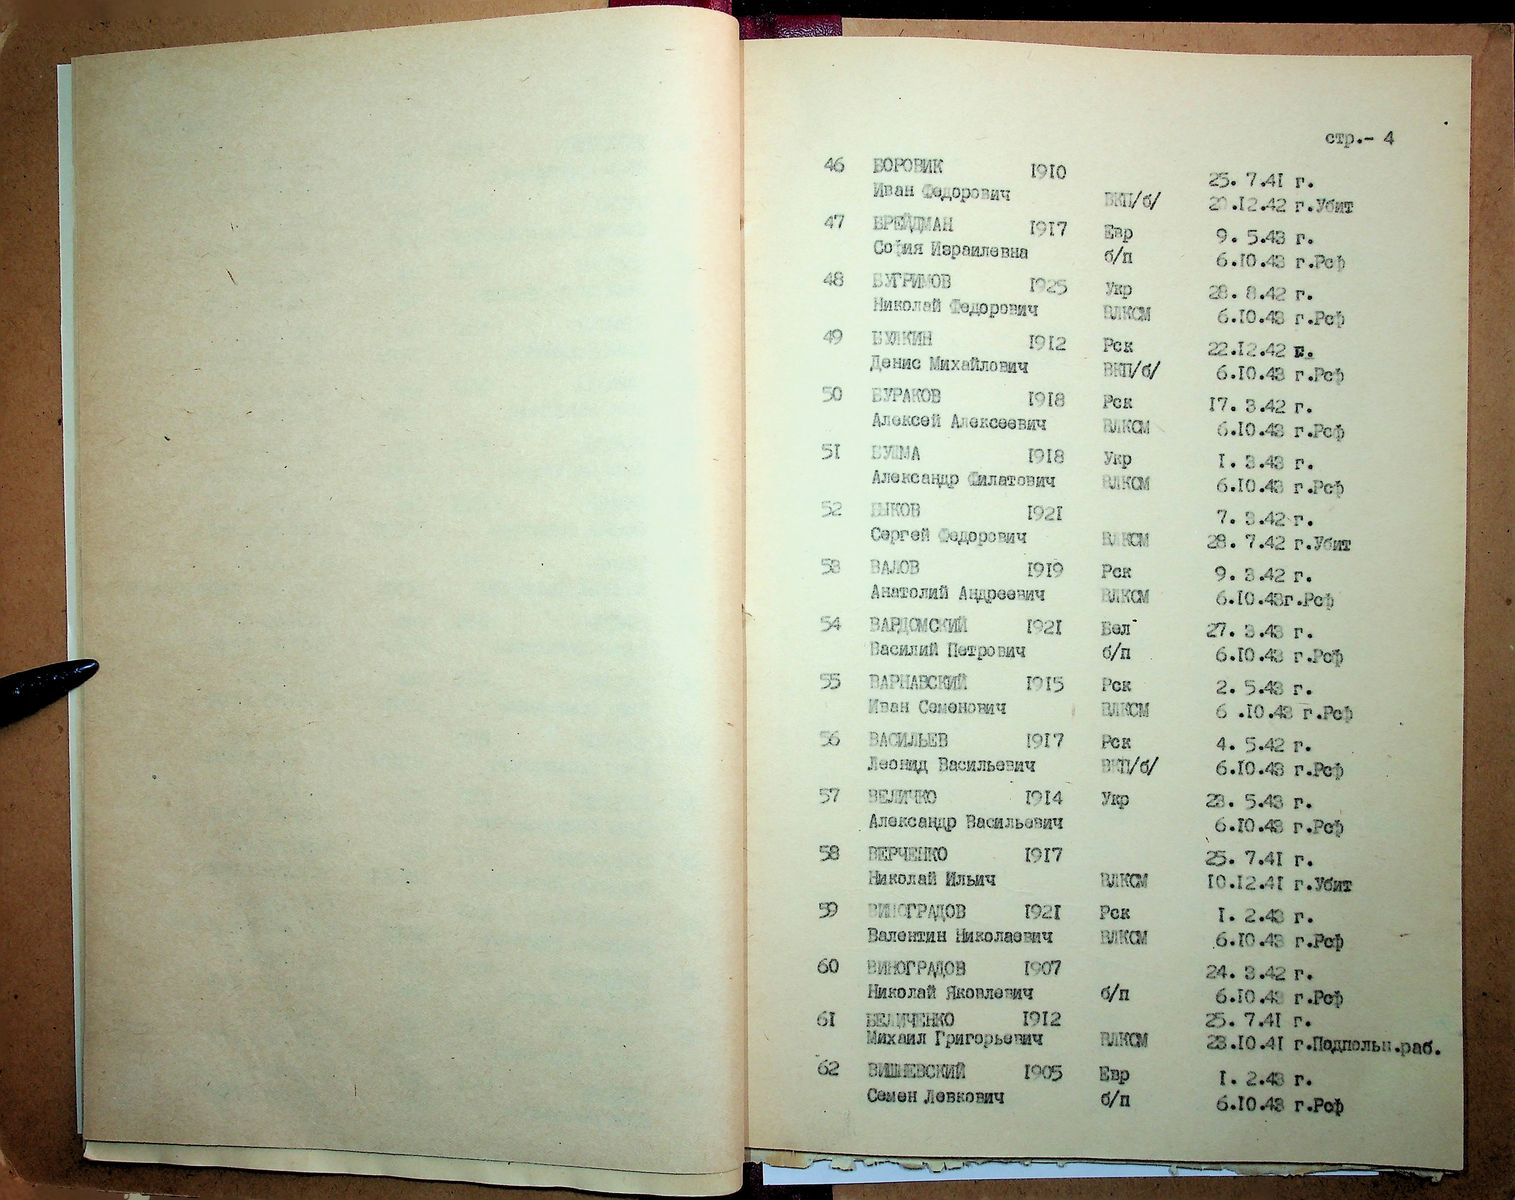 стр.- 4
46 БОРОВИК 1910 25. 7.41 г.
Иван Федорович ВКП/б/ 29.12.42 г.Убит
47 БРЕЙДМАН 1917 Евр 9. 5.43 г.
София Израилевна б/п 6.10.43 г.Рсф
48 БУГРИМОВ 1925 Укр 28. 8.42 г.
Николай Федорович ВЛКСМ 6.10.43 г.Рсф
49 БУЛКИН 1912 Рск 22.12.42 г.
Денис Михайлович ВКП/б/ 6.10.43 г.Рсф
50 БУРАКОВ 1918 Рск 17. 3.42 г.
Алексей Алексеевич ВЛКСМ 6.10.43 г.Рсф
51 БУШМА 1918 Укр 1. 3.43 г.
Александр Филатович ВЛКСМ 6.10.43 г.Рсф
52 БЫКОВ 1921 7. 3.42 г.
Сергей Федорович ВЛКСМ 28. 7.42 г.Убит
53 ВАЛОВ 1919 Рск 9. 3.42 г.
Анатолий Андреевич ВЛКСМ 6.10.43г.Рсф
54 ВАРДОМСКИЙ 1921 Бел 27. 3.43 г.
Василий Петрович б/п 6.10.43 г.Рсф
55 ВАРНАВСКИЙ 1915 Рск 2. 5.43 г.
Иван Семенович ВЛКСМ 6 .10.43 г.Рсф
56 ВАСИЛЬЕВ 1917 Рск 4. 5.42 г.
Леонид Васильевич ВКП/б/ 6.10.43 г.Рсф
57 ВЕЛИЧКО 1914 Укр 23. 5.43 г.
Александр Васильевич 6.10.43 г.Рсф
58 ВЕРЧЕНКО 1917 25. 7.41 г.
Николай Ильич ВЛКСМ 10.12.41 г.Убит
59 ВИНОГРАДОВ 1921 Рск 1. 2.43 г.
Валентин Николаевич ВЛКСМ 6.10.43 г.Рсф
60 ВИНОГРАДОВ 1907 24. 3.42 г.
Николай Яковлевич б/п 6.10.43 г.Рсф
61 ВЕЛИЧЕНКО 1912 25. 7.41 г.
Михаил Григорьевич ВЛКСМ 23.10.41 г.Подпольн.раб.
62 ВИШНЕВСКИЙ 1905 Евр 1. 2.43 г.
Семен Левкович б/п 6.10.43 г.Рсф